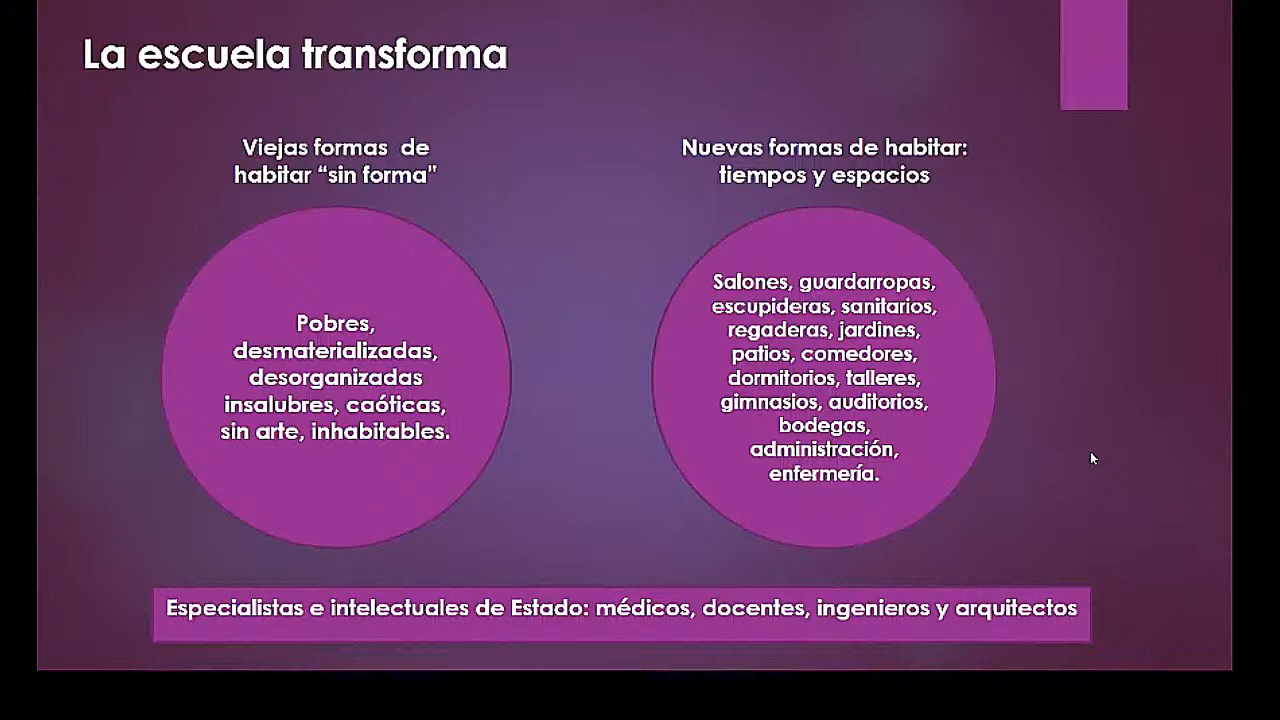 La escuela transforma
Viejas formas de
habitar “sin forma”
Pobres,
desmaterializadas,
desorganizadas
insalubres, caóticas,
sin arte, inhabitables.
Nuevas formas de habitar:
tiempos y espacios
Salones, guardarropas,
escupideras, sanitarios,
regaderas, jardines,
patios, comedores,
dormitorios, talleres,
gimnasios, auditorios,
bodegas,
administración,
enfermería.
Especialistas e intelectuales de Estado: médicos, docentes, ingenieros y arquitectos